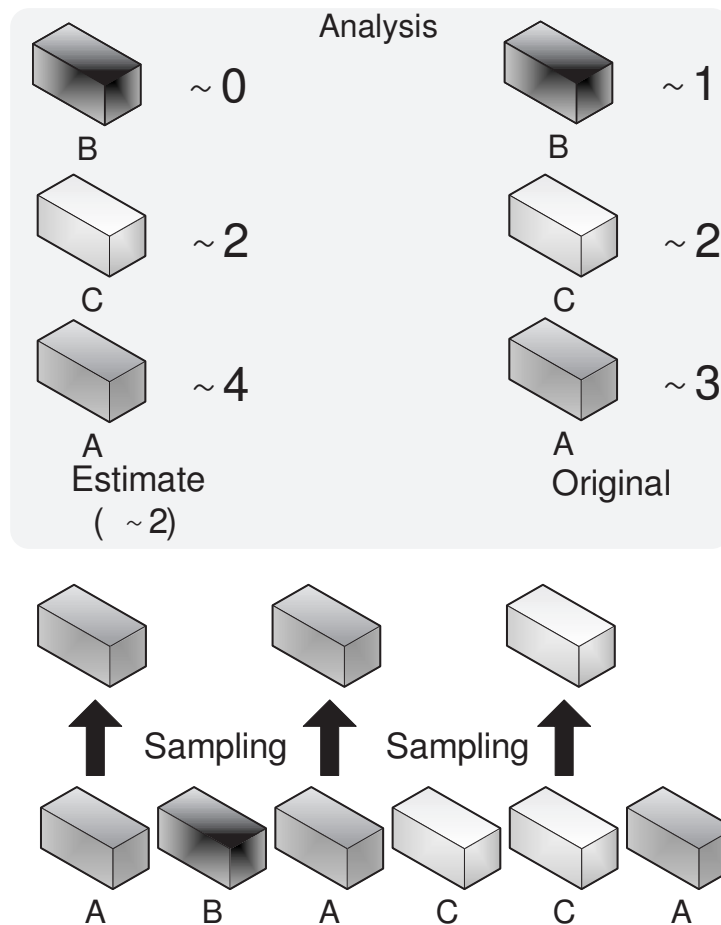 Analysis
~0 ~1
B B
~2 ~2
C C
~4 ~3
A A
Estimate Original
( ~2)
Sampling Sampling
A B A C C A